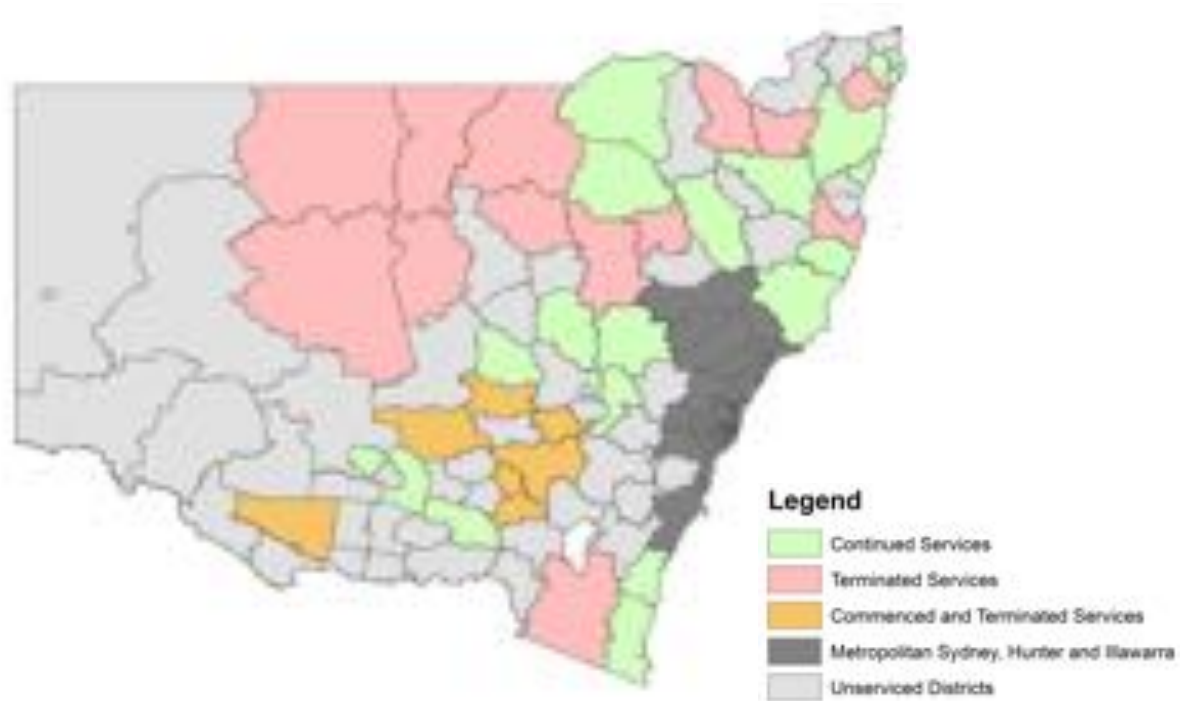 Legend
Continued Services
Terminated Services
Commenced and Terminated Services
Metropolitan Sydney, Hunter and Illawarra
Unserviced Districts